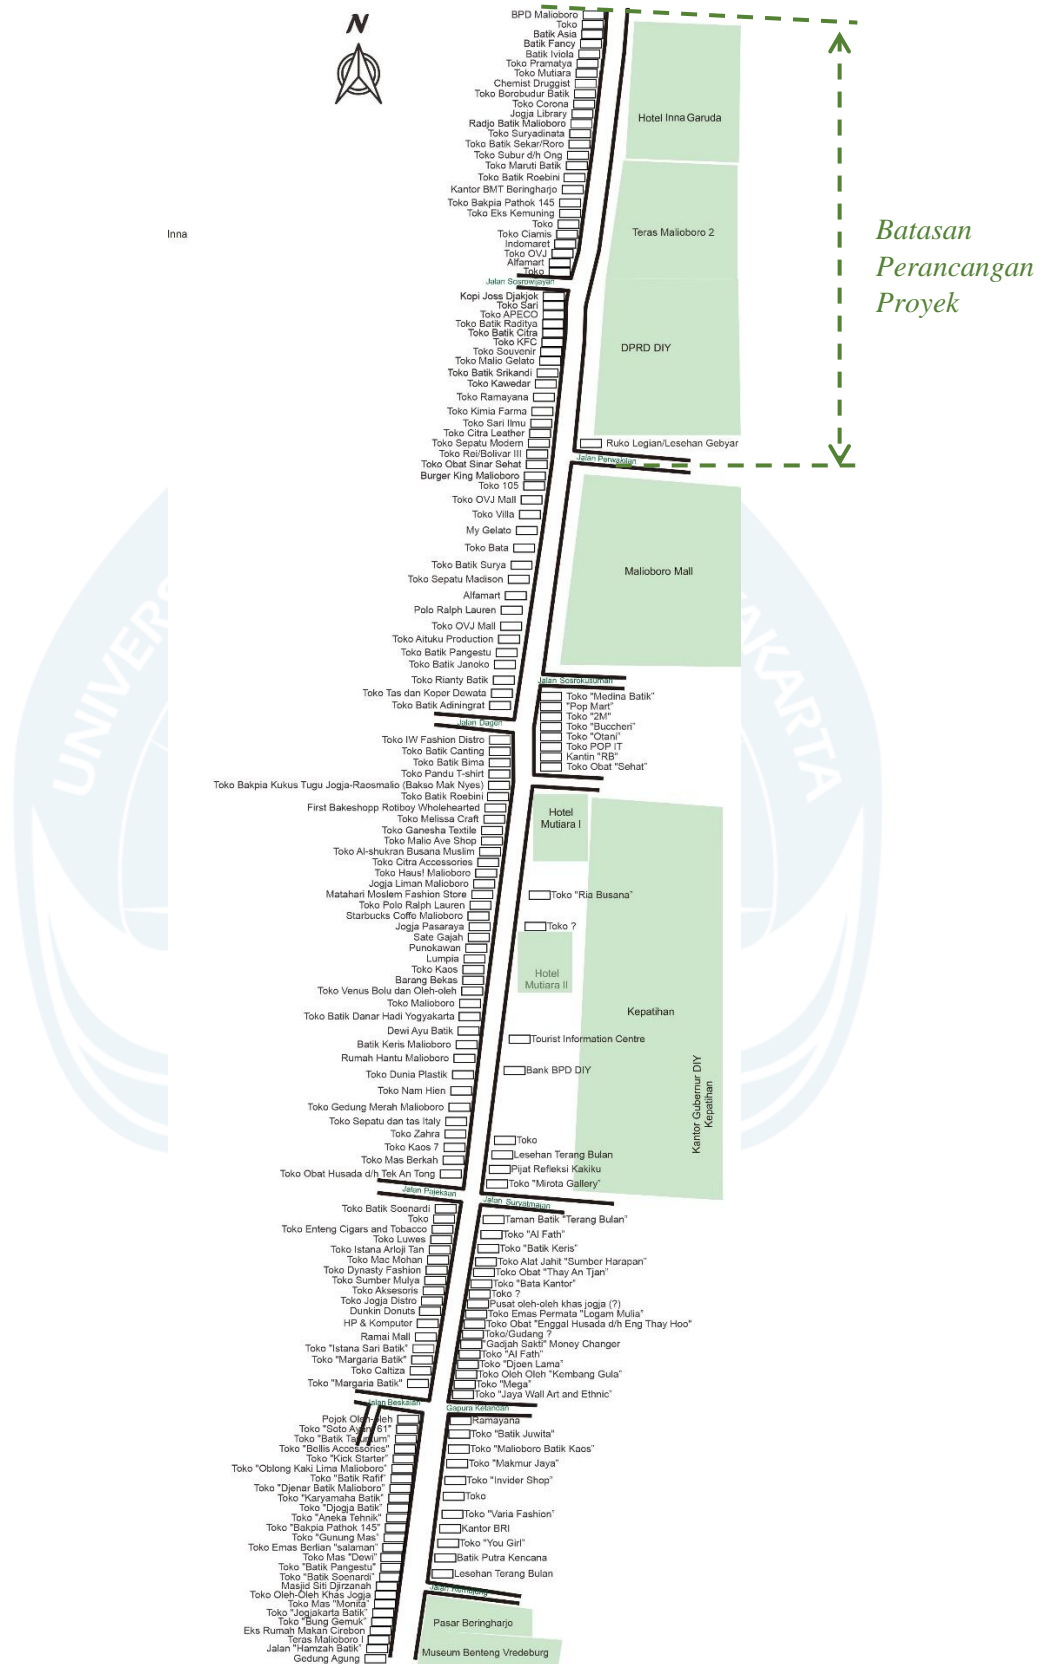 N
BPD Malioboro
Toko
Batik Asia
Batik Fancy
Batik Iviola
Toko Pramatya
Toko Mutiara
Chemist Druggist
Toko Borobudur Batik
Toko Corona
Jogja Library
Radjo Batik Malioboro
Toko Suryadinata
Toko Batik Sekar/Roro
Toko Subur d/h Ong
Toko Maruti Batik
Toko Batik Roebini
Kantor BMT Beringharjo
Toko Bakpia Pathok 145
Toko Eks Kemuning
Toko
Toko Ciamis
Indomaret
Toko OVJ
Alfamart
Toko
Inna
Hotel Inna Garuda
Teras Malioboro 2
DPRD DIY
Batasan
Perancangan
Proyek
Jalan Sosrowijayan
Kopi Joss Djakjok
Toko Sari
Toko APECO
Toko Batik Raditya
Toko Batik Citra
Toko KFC
Toko Souvenir
Toko Malio Gelato
Toko Batik Srikandi
Toko Kawedar
Toko Ramayana
Toko Kimia Farma
Toko Sari Ilmu
Toko Citra Leather
Toko Sepatu Modern
Toko Rei/Bolivar III
Toko Obat Sinar Sehat
Burger King Malioboro
Toko 105
Toko OVJ Mall
Toko Villa
My Gelato
Toko Bata
Toko Batik Surya
Toko Sepatu Madison
Alfamart
Polo Ralph Lauren
Toko OVJ Mall
Toko Aituku Production
Toko Batik Pangestu
Toko Batik Janoko
Toko Rianty Batik
Toko Tas dan Koper Dewata
Toko Batik Adiningrat
Ruko Legian/Lesehan Gebyar
Jalan Perwakilan
Malioboro Mall
Jalan Sosrokusuman
Toko "Medina Batik"
"Pop Mart"
Toko "2M"
Toko "Buccheri"
Toko "Otani"
Toko POP IT
Kantin "RB"
Toko Obat "Sehat"
Jalan Dagen
Toko IW Fashion Distro
Toko Batik Canting
Toko Batik Bima
Toko Pandu T-shirt
Toko Bakpia Kukus Tugu Jogja-Raosmalio (Bakso Mak Nyes)
Toko Batik Roebini
First Bakeshopp Rotiboy Wholehearted
Toko Melissa Craft
Toko Ganesha Textile
Toko Malio Ave Shop
Toko Al-shukran Busana Muslim
Toko Citra Accessories
Toko Haus! Malioboro
Jogja Liman Malioboro
Matahari Moslem Fashion Store
Toko Polo Ralph Lauren
Starbucks Coffe Malioboro
Jogja Pasaraya
Sate Gajah
Punokawan
Lumpia
Toko Kaos
Barang Bekas
Toko Venus Bolu dan Oleh-oleh
Toko Malioboro
Toko Batik Danar Hadi Yogyakarta
Dewi Ayu Batik
Batik Keris Malioboro
Rumah Hantu Malioboro
Toko Dunia Plastik
Toko Nam Hien
Toko Gedung Merah Malioboro
Toko Sepatu dan tas Italy
Toko Zahra
Toko Kaos 7
Toko Mas Berkah
Toko Obat Husada d/h Tek An Tong
Hotel
Mutiara I
Toko "Ria Busana"
Toko ?
Hotel
Mutiara II
Kepatihan
Tourist Information Centre
Bank BPD DIY
Kantor Gubernur DIY
Kepatihan
Toko
Lesehan Terang Bulan
Pijat Refleksi Kakiku
Toko "Mirota Gallery"
Jalan Pajeksan
Jalan Suryatmajan
Toko Batik Soenardi
Toko
Toko Enteng Cigars and Tobacco
Toko Luwes
Toko Istana Arloji Tan
Toko Mac Mohan
Toko Dynasty Fashion
Toko Sumber Mulya
Toko Aksesoris
Toko Jogja Distro
Dunkin Donuts
HP & Komputer
Ramai Mall
Toko "Istana Sari Batik"
Toko "Margaria Batik"
Toko Caltiza
Toko "Margaria Batik"
Taman Batik "Terang Bulan"
Toko "Al Fath"
Toko "Batik Keris"
Toko Alat Jahit "Sumber Harapan"
Toko Obat "Thay An Tjan"
Toko "Bata Kantor"
Toko ?
Pusat oleh-oleh khas jogja (?)
Toko Emas Permata "Logam Mulia"
Toko Obat "Enggal Husada d/h Eng Thay Hoo"
Toko/Gudang ?
"Gadjah Sakti" Money Changer
Toko "Al Fath"
Toko "Djoen Lama"
Toko Oleh Oleh "Kembang Gula"
Toko "Mega"
Toko "Jaya Wall Art and Ethnic"
Jalan Beskalan
Gapura Ketandan
Pojok Oleh-oleh
Toko "Soto Ayam 61"
Toko "Batik Taruntum"
Toko "Bellis Accessories"
Toko "Kick Starter"
Toko "Oblong Kaki Lima Malioboro"
Toko "Batik Rafif"
Toko "Djenar Batik Malioboro"
Toko "Karyamaha Batik"
Toko "Djogja Batik"
Toko "Aneka Tehnik"
Toko "Bakpia Pathok 145"
Toko "Gunung Mas"
Toko Emas Berlian "salaman"
Toko Mas "Dewi"
Toko "Batik Pangestu"
Toko "Batik Soenardi"
Masjid Siti Djirzanah
Toko Oleh-Oleh Khas Jogja
Toko Mas "Monita"
Toko "Jogjakarta Batik"
Toko "Bung Gemuk"
Eks Rumah Makan Cirebon
Teras Malioboro I
Jalan "Hamzah Batik"
Gedung Agung
Ramayana
Toko "Batik Juwita"
Toko "Malioboro Batik Kaos"
Toko "Makmur Jaya"
Toko "Invider Shop"
Toko
Toko "Varia Fashion"
Kantor BRI
Toko "You Girl"
Batik Putra Kencana
Lesehan Terang Bulan
Pasar Beringharjo
Museum Benteng Vredeburg